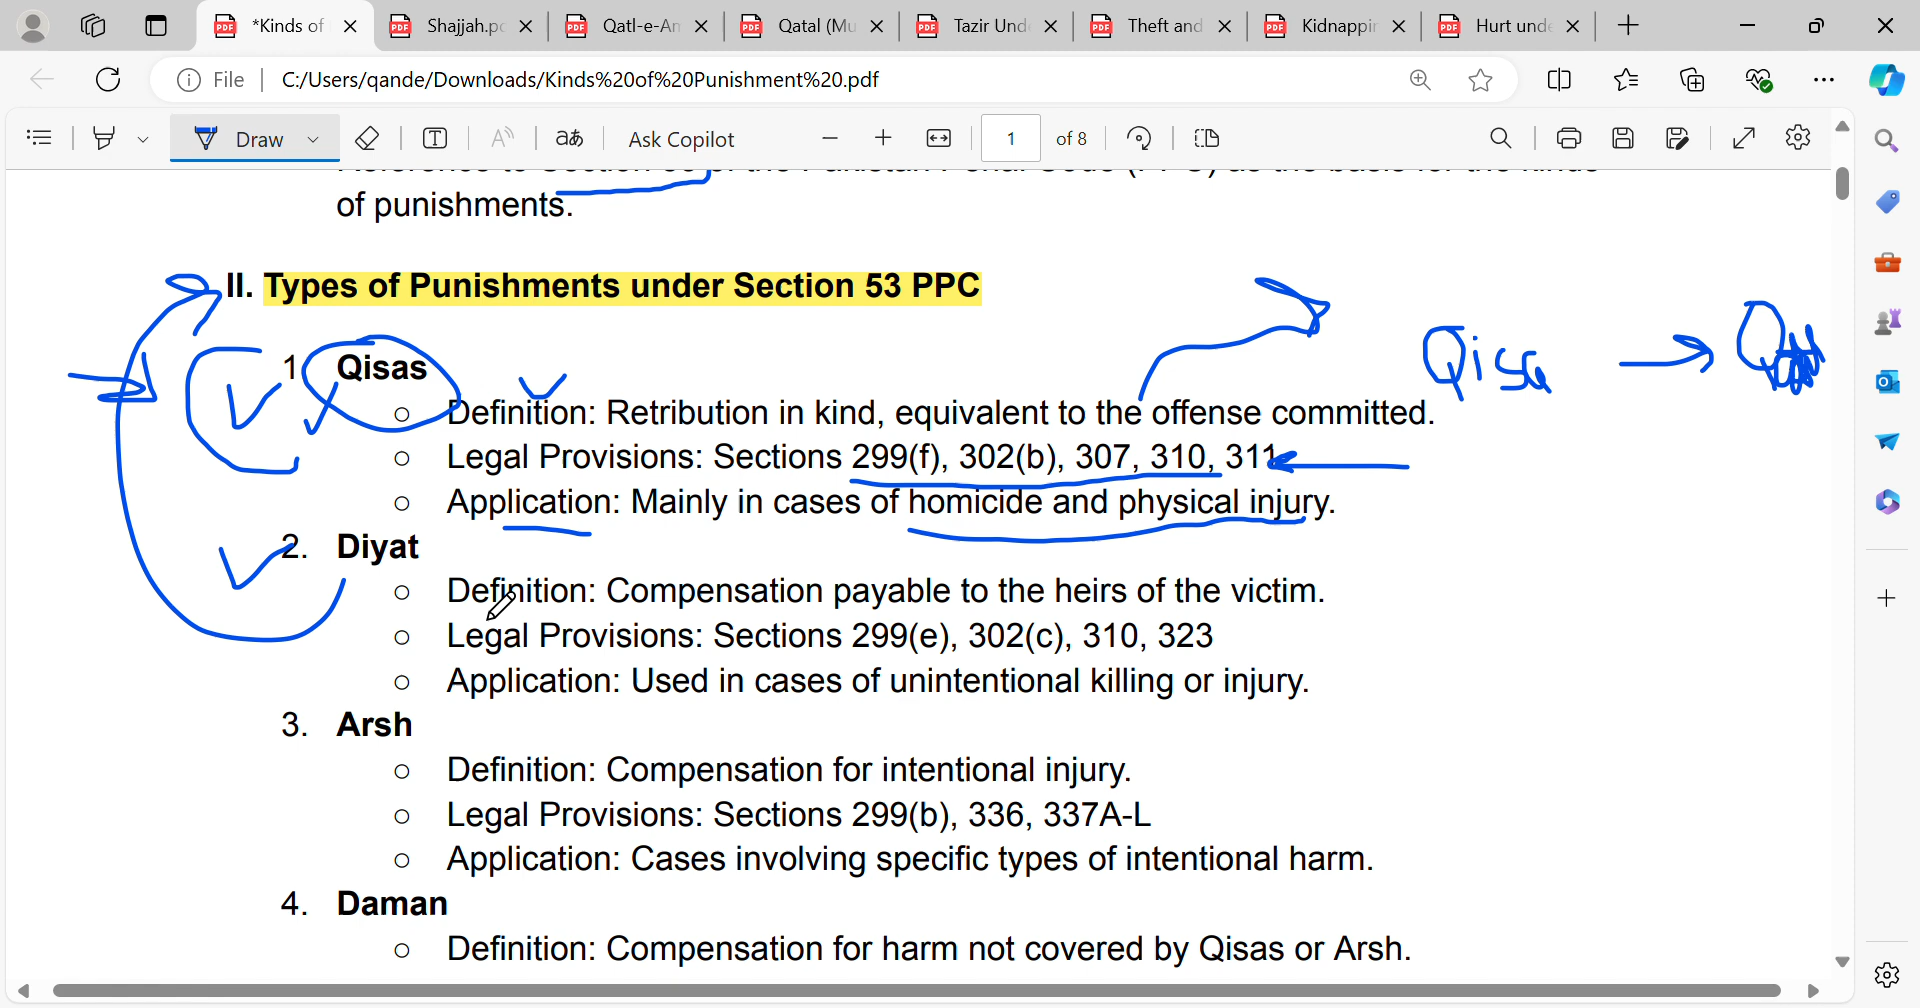 *Kinds of
Shajjah.pc
Qatl-e-An
Qatal (Mu
Tazir Und
Theft and
Kidnappin
Hurt unde
File
C:/Users/qande/Downloads/Kinds%20of%20Punishment%20.pdf
Draw
T
aあ
Ask Copilot
1 of 8
of punishments.
II. Types of Punishments under Section 53 PPC
1 Qisas
Qisa
○ Definition: Retribution in kind, equivalent to the offense committed.
○ Legal Provisions: Sections 299(f), 302(b), 307, 310, 311
○ Application: Mainly in cases of homicide and physical injury.
2. Diyat
○ Definition: Compensation payable to the heirs of the victim.
○ Legal Provisions: Sections 299(e), 302(c), 310, 323
○ Application: Used in cases of unintentional killing or injury.
3. Arsh
○ Definition: Compensation for intentional injury.
○ Legal Provisions: Sections 299(b), 336, 337A-L
○ Application: Cases involving specific types of intentional harm.
4. Daman
○ Definition: Compensation for harm not covered by Qisas or Arsh.